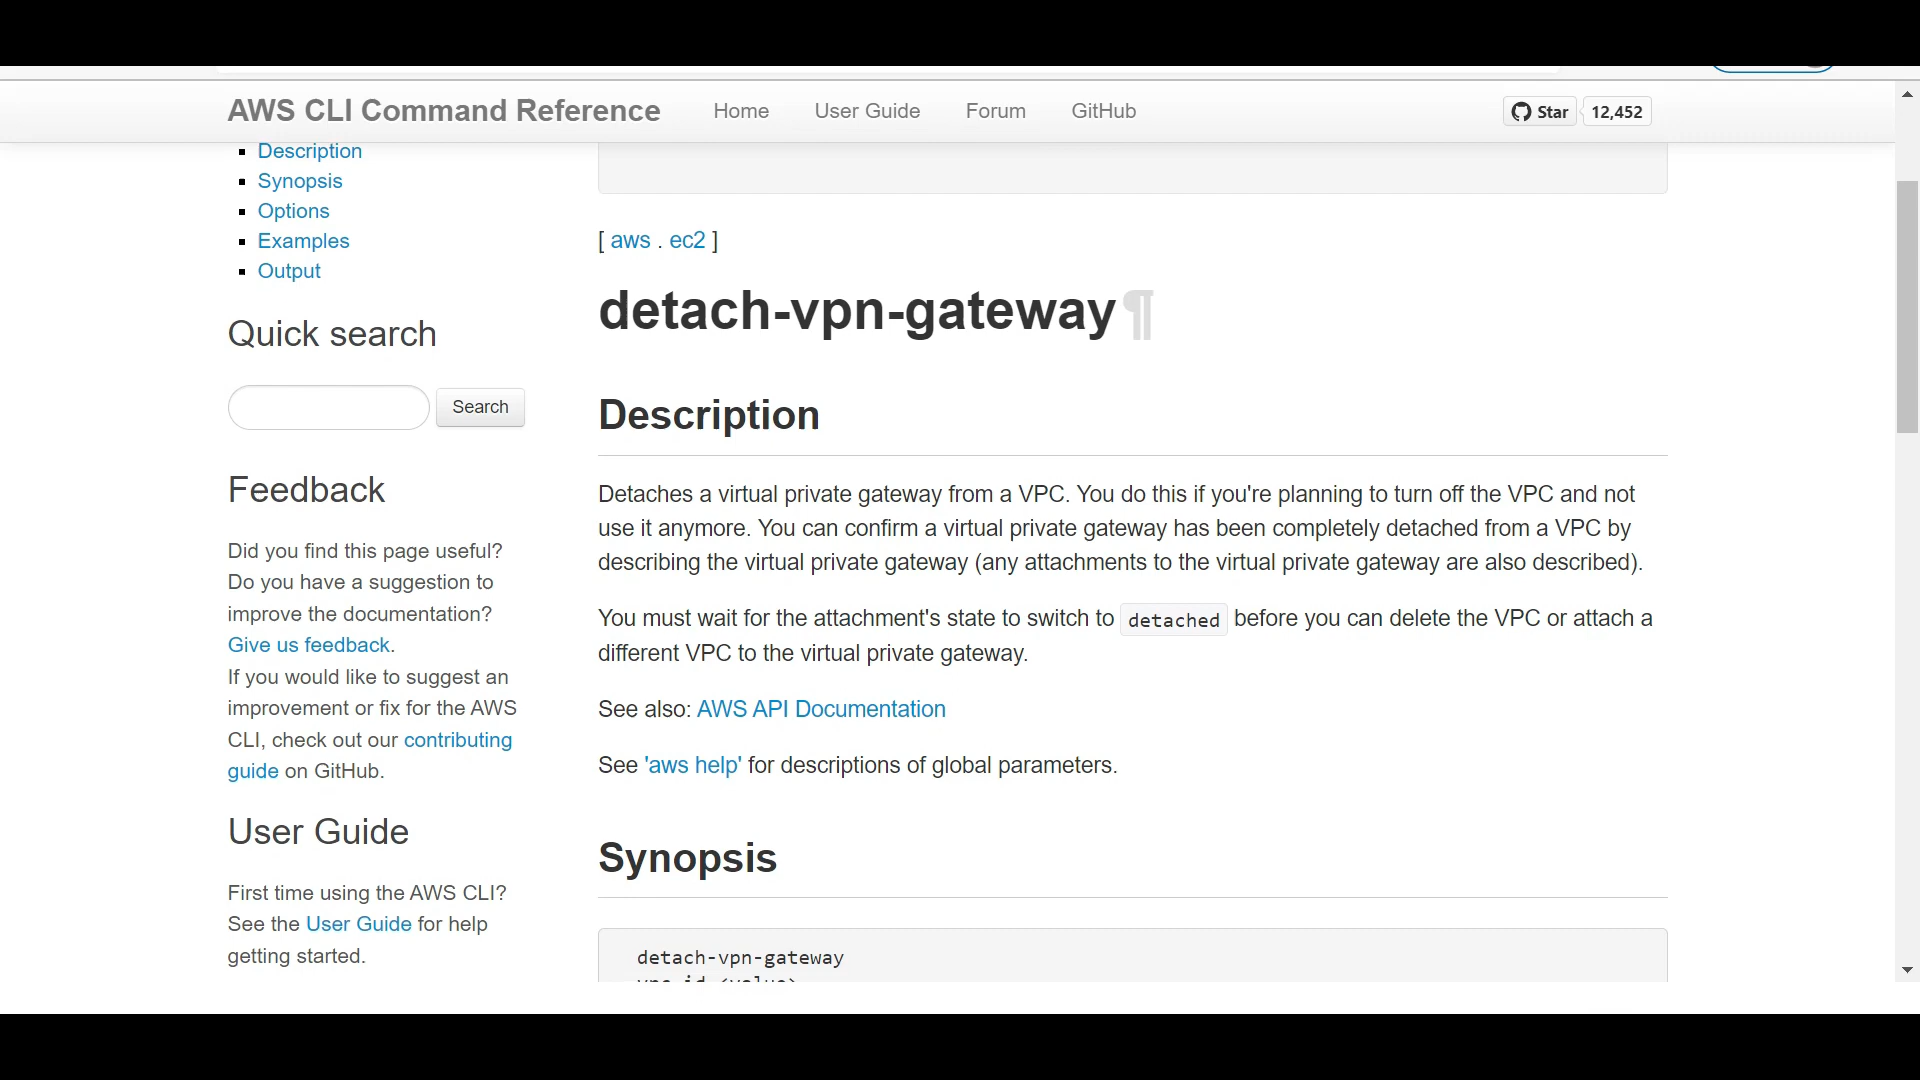 AWS CLI Command Reference Home User Guide Forum GitHub Star 12,452
Description
Synopsis
Options
Examples
Output
Quick search
Search
Feedback
Did you find this page useful?
Do you have a suggestion to
improve the documentation?
Give us feedback.
If you would like to suggest an
improvement or fix for the AWS
CLI, check out our contributing
guide on GitHub.
User Guide
First time using the AWS CLI?
See the User Guide for help
getting started.
[ aws . ec2 ]
detach-vpn-gateway¶
Description
Detaches a virtual private gateway from a VPC. You do this if you're planning to turn off the VPC and not
use it anymore. You can confirm a virtual private gateway has been completely detached from a VPC by
describing the virtual private gateway (any attachments to the virtual private gateway are also described).
You must wait for the attachment's state to switch to detached before you can delete the VPC or attach a
different VPC to the virtual private gateway.
See also: AWS API Documentation
See 'aws help' for descriptions of global parameters.
Synopsis
detach-vpn-gateway